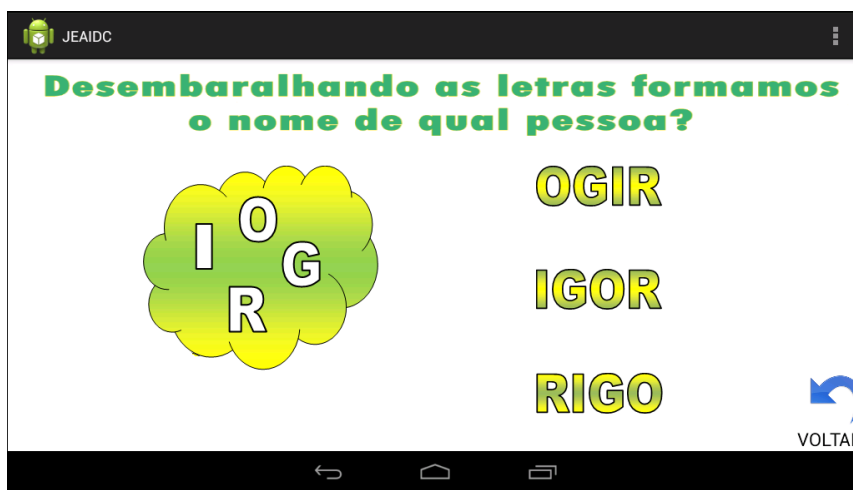 JEAIDC
Desembaralhando as letras formamos
o nome de qual pessoa?
I O G R
OGIR
IGOR
RIGO
VOLTA